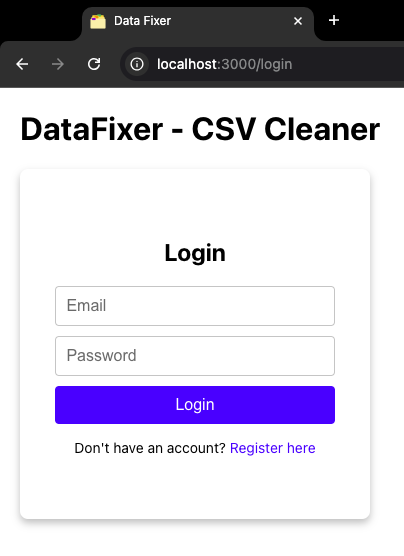 Data Fixer
localhost:3000/login
DataFixer - CSV Cleaner
Login
Email
Password
Login
Don't have an account? Register here